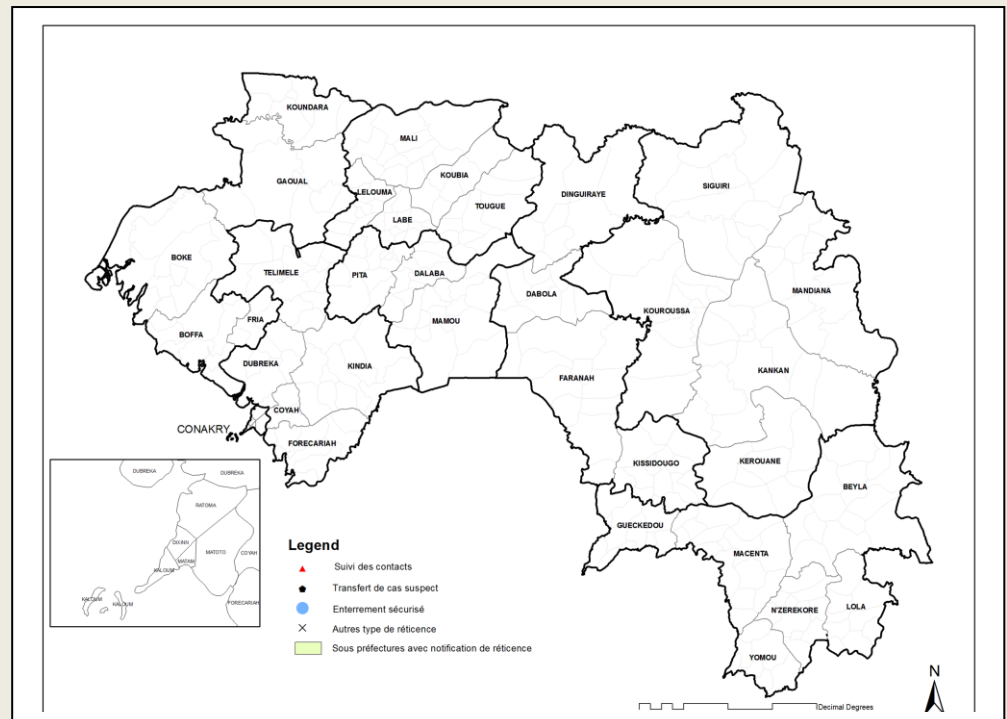 KOUNDARA
MALI
KOUBIA
GAOUAL
LELOUMA
TOUGUE
LABE
DINGUIRAYE
SIGUIRI
BOKE
TELIMELE
PITA
DALABA
DABOLA
MANDIANA
KOUROUSSA
FRIA
MAMOU
BOFFA
DUBREKA
KINDIA
FARANAH
KANKAN
COYAH
CONAKRY
FORECARIAH
KISSIDOUGO
KEROUANE
BEYLA
GUECKEDOU
MACENTA
N'ZEREKORE
LOLA
YOMOU
DUBREKA
DUBREKA
RATOMA
DIXINN
MATOTO
COYAH
MATAM
KALOUM
KALOUM
KALOUM
FORECARIAH
Legend
Suivi des contacts
Transfert de cas suspect
Enterrement sécurisé
Autres type de réticence
Sous préfectures avec notification de réticence
Decimal Degrees
N